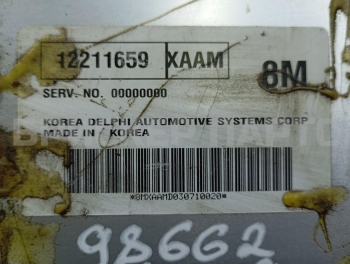 12211659 XAAM
8M
SERV. NO. 00000000
KOREA DELPHI AUTOMOTIVE SYSTEMS CORP
MADE IN KOREA
*8MXAAMD030710020*
98662